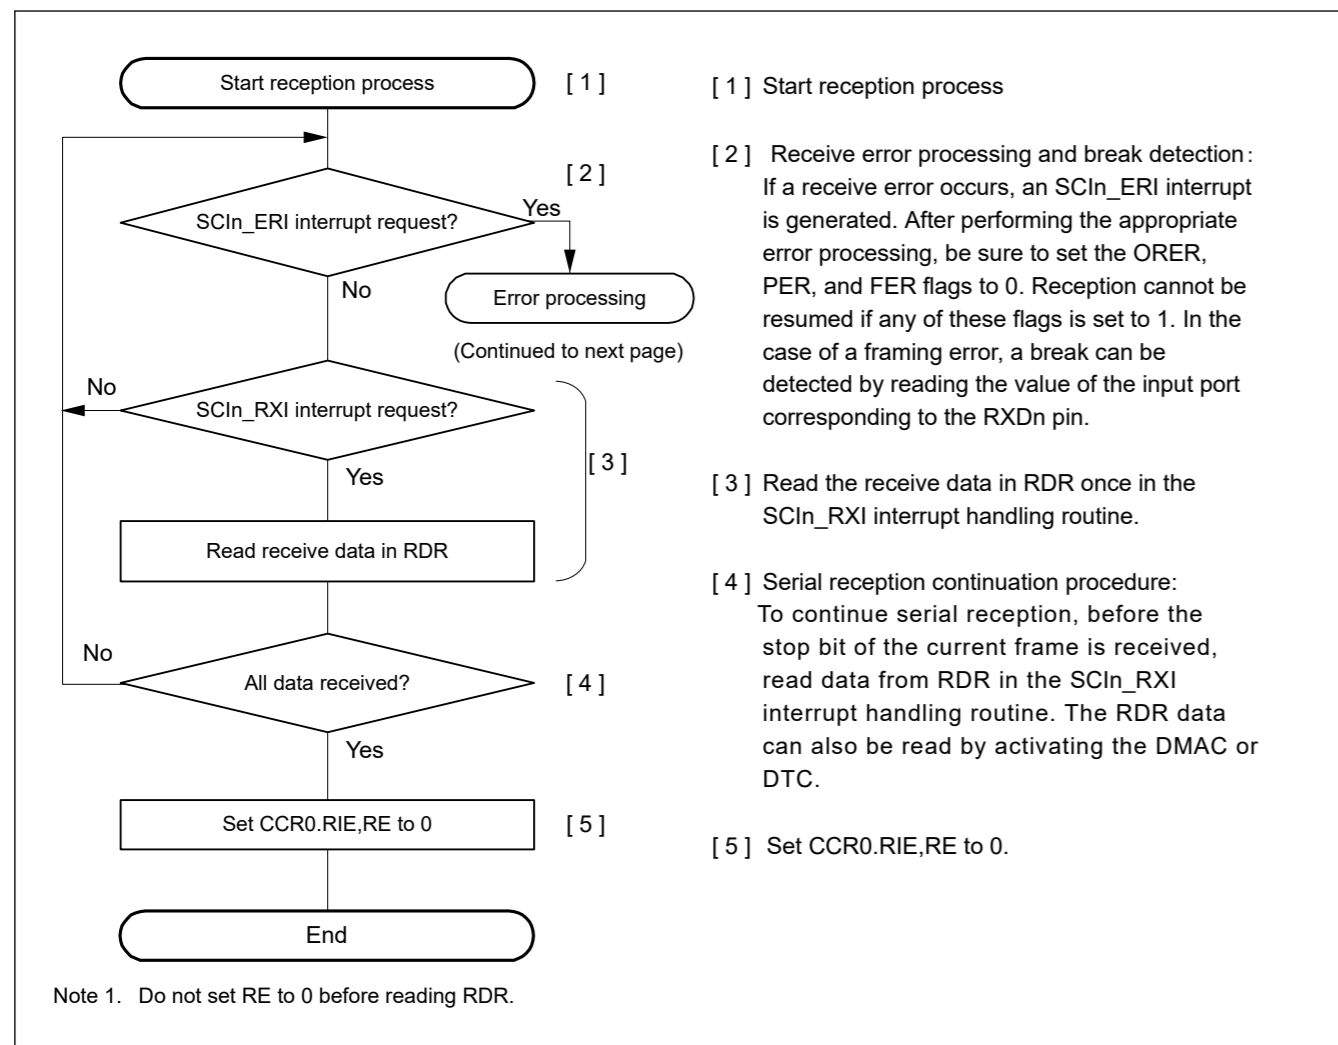 Start reception process
[ 1 ]
SCIn_ERI interrupt request?
[ 2 ]
Yes
No
Error processing
(Continued to next page)
No
SCIn_RXI interrupt request?
[ 3 ]
Yes
Read receive data in RDR
No
All data received?
[ 4 ]
Yes
Set CCR0.RIE,RE to 0
[ 5 ]
End
[ 1 ] Start reception process
[ 2 ] Receive error processing and break detection:
If a receive error occurs, an SCIn_ERI interrupt
is generated. After performing the appropriate
error processing, be sure to set the ORER,
PER, and FER flags to 0. Reception cannot be
resumed if any of these flags is set to 1. In the
case of a framing error, a break can be
detected by reading the value of the input port
corresponding to the RXDn pin.
[ 3 ] Read the receive data in RDR once in the
SCIn_RXI interrupt handling routine.
[ 4 ] Serial reception continuation procedure:
To continue serial reception, before the
stop bit of the current frame is received,
read data from RDR in the SCIn_RXI
interrupt handling routine. The RDR data
can also be read by activating the DMAC or
DTC.
[ 5 ] Set CCR0.RIE,RE to 0.
Note 1. Do not set RE to 0 before reading RDR.